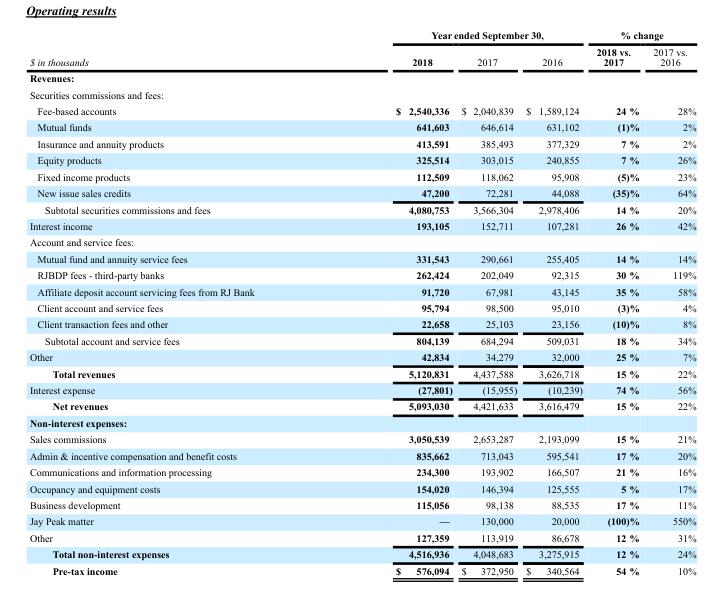 Operating results
Year ended September 30, % change
$ in thousands 2018 2017 2016 2018 vs. 2017 2017 vs. 2016
Revenues:
Securities commissions and fees:
Fee-based accounts $ 2,540,336 $ 2,040,839 $ 1,589,124 24 % 28%
Mutual funds 641,603 646,614 631,102 (1)% 2%
Insurance and annuity products 413,591 385,493 377,329 7 % 2%
Equity products 325,514 303,015 240,855 7 % 26%
Fixed income products 112,509 118,062 95,908 (5)% 23%
New issue sales credits 47,200 72,281 44,088 (35)% 64%
Subtotal securities commissions and fees 4,080,753 3,566,304 2,978,406 14 % 20%
Interest income 193,105 152,711 107,281 26 % 42%
Account and service fees:
Mutual fund and annuity service fees 331,543 290,661 255,405 14 % 14%
RJBDP fees - third-party banks 262,424 202,049 92,315 30 % 119%
Affiliate deposit account servicing fees from RJ Bank 91,720 67,981 43,145 35 % 58%
Client account and service fees 95,794 98,500 95,010 (3)% 4%
Client transaction fees and other 22,658 25,103 23,156 (10)% 8%
Subtotal account and service fees 804,139 684,294 509,031 18 % 34%
Other 42,834 34,279 32,000 25 % 7%
Total revenues 5,120,831 4,437,588 3,626,718 15 % 22%
Interest expense (27,801) (15,955) (10,239) 74 % 56%
Net revenues 5,093,030 4,421,633 3,616,479 15 % 22%
Non-interest expenses:
Sales commissions 3,050,539 2,653,287 2,193,099 15 % 21%
Admin & incentive compensation and benefit costs 835,662 713,043 595,541 17 % 20%
Communications and information processing 234,300 193,902 166,507 21 % 16%
Occupancy and equipment costs 154,020 146,394 125,555 5 % 17%
Business development 115,056 98,138 88,535 17 % 11%
Jay Peak matter — 130,000 20,000 (100)% 550%
Other 127,359 113,919 86,678 12 % 31%
Total non-interest expenses 4,516,936 4,048,683 3,275,915 12 % 24%
Pre-tax income $ 576,094 $ 372,950 $ 340,564 54 % 10%